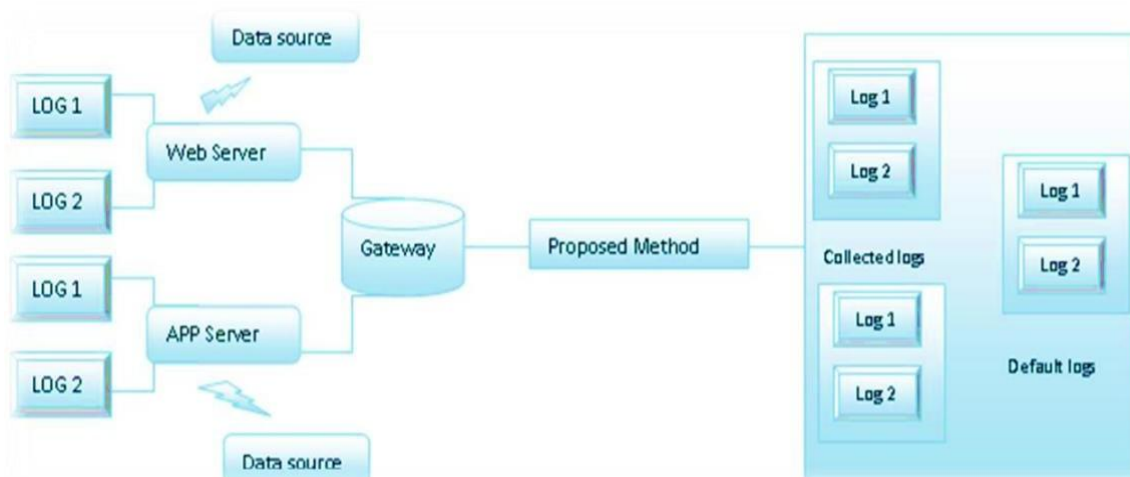 Data source
LOG 1
Web Server
LOG 2
LOG 1
APP Server
LOG 2
Data source
Gateway
Proposed Method
Log 1
Log 2
Collected logs
Log 1
Log 2
Log 1
Log 2
Default logs